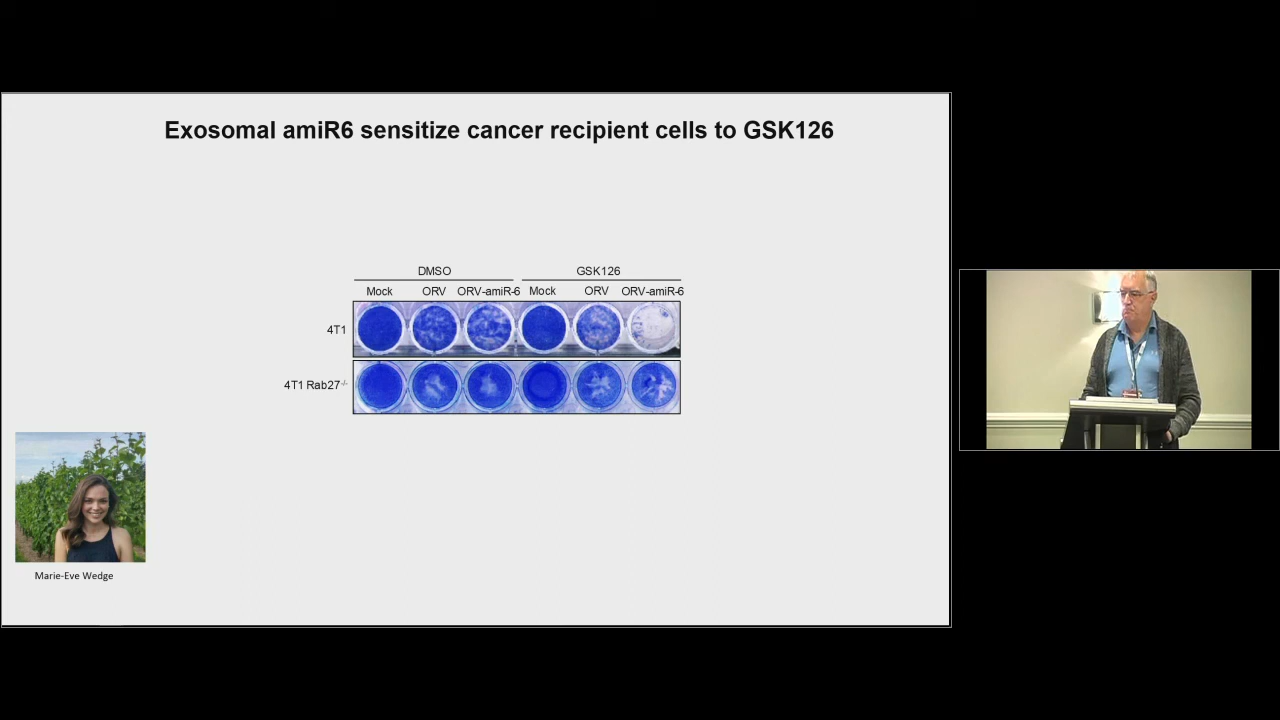 Exosomal amiR6 sensitize cancer recipient cells to GSK126
DMSO GSK126
Mock ORV ORV-amiR-6 Mock ORV ORV-amiR-6
4T1
4T1 Rab27-/-
Marie-Eve Wedge